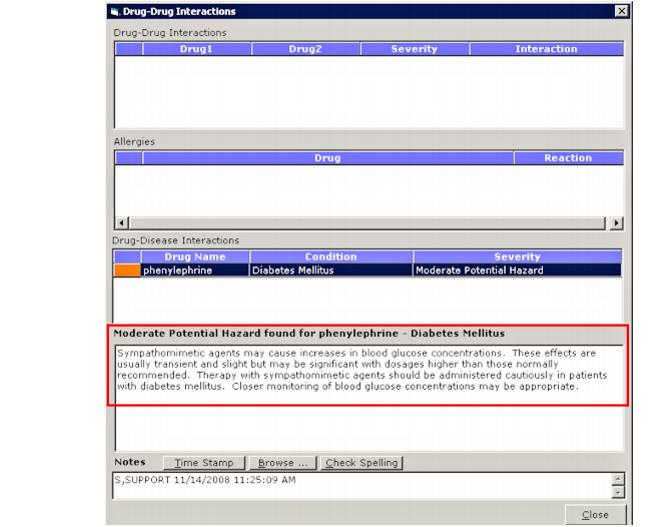 Drug-Drug Interactions
Drug-Drug Interactions
Drug1 Drug2 Severity Interaction
Allergies
Drug Reaction
Drug-Disease Interactions
Drug Name Condition Severity
phenylephrine Diabetes Mellitus Moderate Potential Hazard
Moderate Potential Hazard found for phenylephrine - Diabetes Mellitus
Sympathomimetic agents may cause increases in blood glucose concentrations. These effects are
usually transient and slight but may be significant with dosages higher than those normally
recommended. Therapy with sympathomimetic agents should be administered cautiously in patients
with diabetes mellitus. Closer monitoring of blood glucose concentrations may be appropriate.
Notes Time Stamp Browse ... Check Spelling
S,SUPPORT 11/14/2008 11:25:09 AM
Close